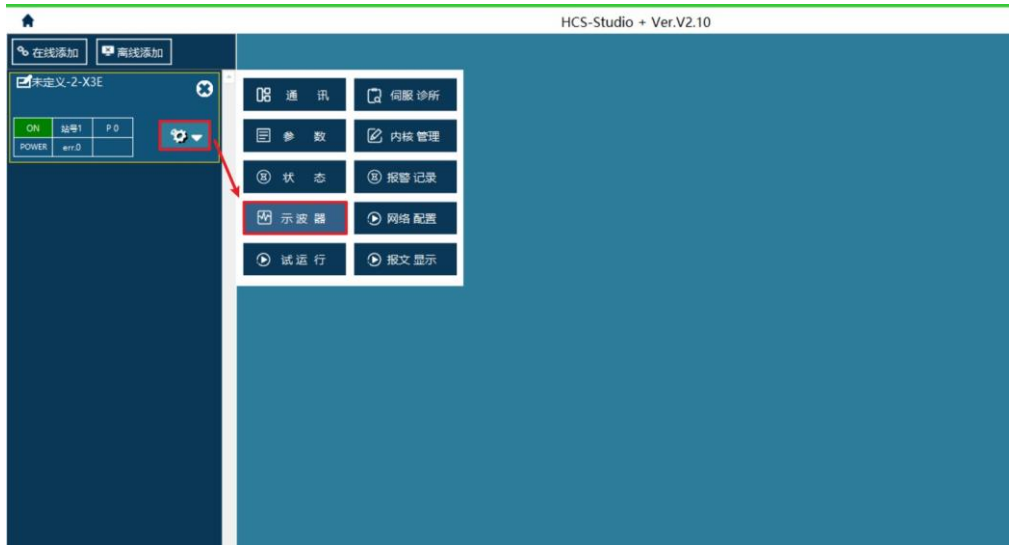 HCS-Studio + Ver.V2.10
在线添加 离线添加
未定义-2-X3E
ON 站号1 P 0
POWER err.0
通 讯 伺服 诊所
参 数 内核 管理
状 态 报警 记录
示 波 器 网络 配置
试 运 行 报文 显示